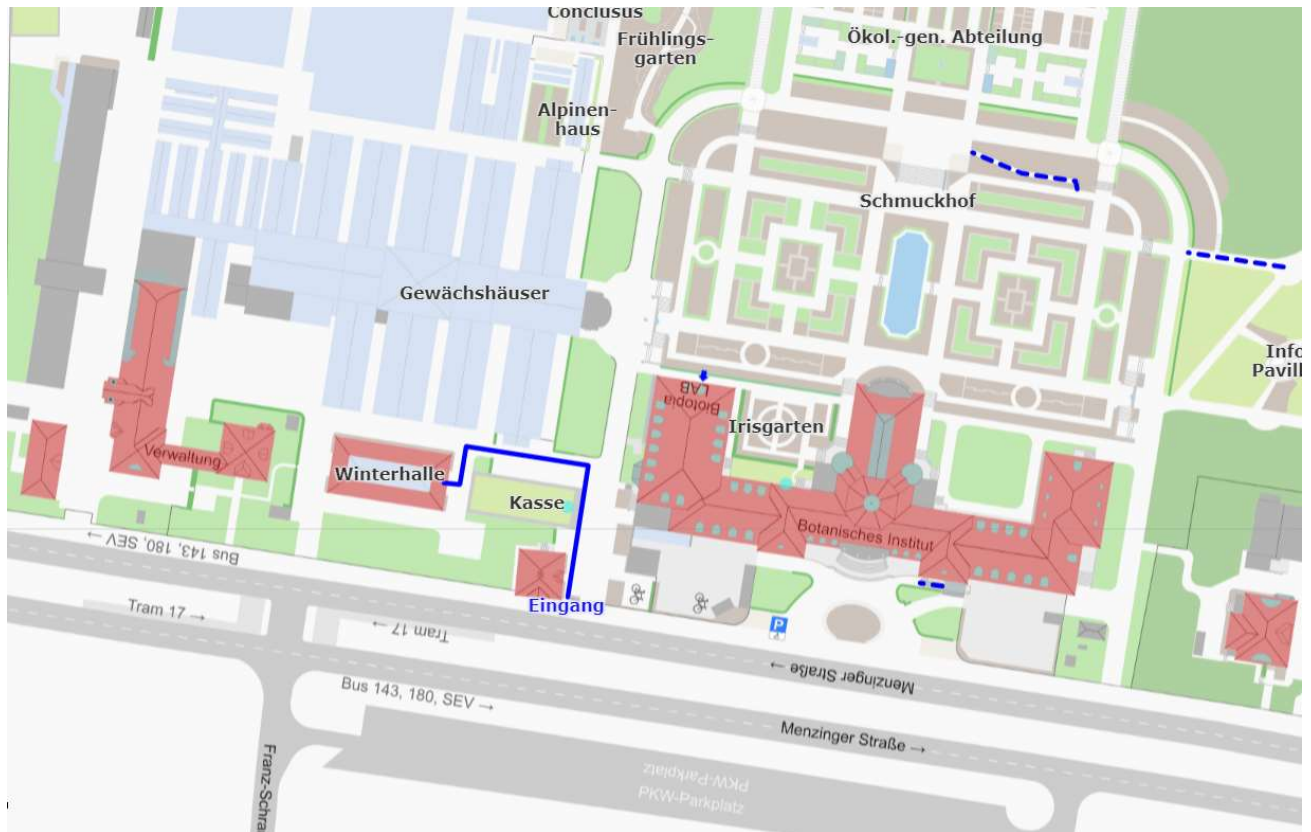 Conclusus
Frühlings-
garten
Ökol.-gen. Abteilung
Alpinen-
haus
Schmuckhof
Gewächshäuser
Info
Pavill
Biotopia
LAB
Irisgarten
Verwaltung
Winterhalle
Kasse
Botanisches Institut
Bus 143, 180, SEV →
Eingang
Tram 17 →
Tram 17 →
P
Menzinger Straße →
Bus 143, 180, SEV →
Menzinger Straße →
Franz-Schra
PKW-Parkplatz
PKW-Parkplatz